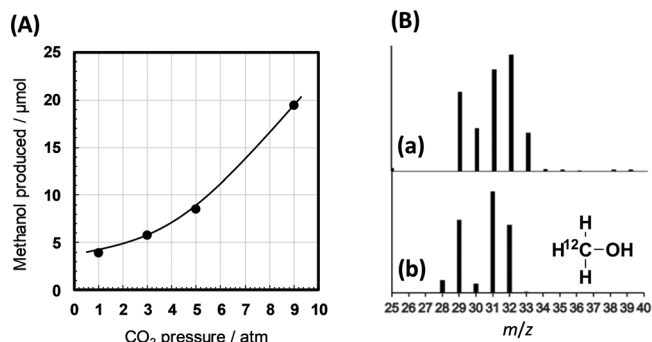 (A)
25
20
15
10
5
0
Methanol produced / μmol
0 1 2 3 4 5 6 7 8 9 10
CO2 pressure / atm
(B)
(a)
(b)
H
H12C–OH
H
25 26 27 28 29 30 31 32 33 34 35 36 37 38 39 40
m/z